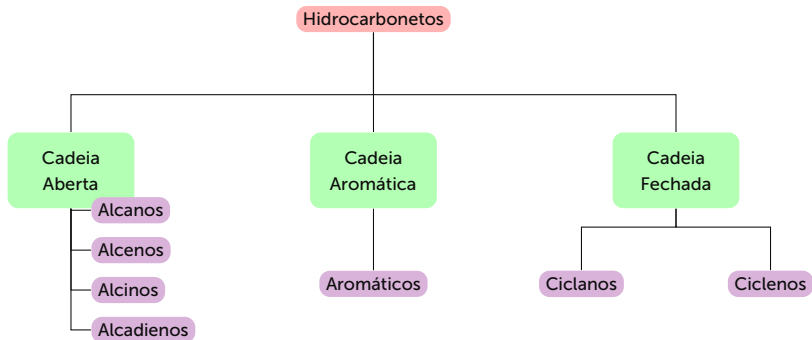 Hidrocarbonetos
Cadeia
Aberta
Alcanos
Alcenos
Alcinos
Alcadienos
Cadeia
Aromática
Aromáticos
Cadeia
Fechada
Ciclanos
Ciclenos